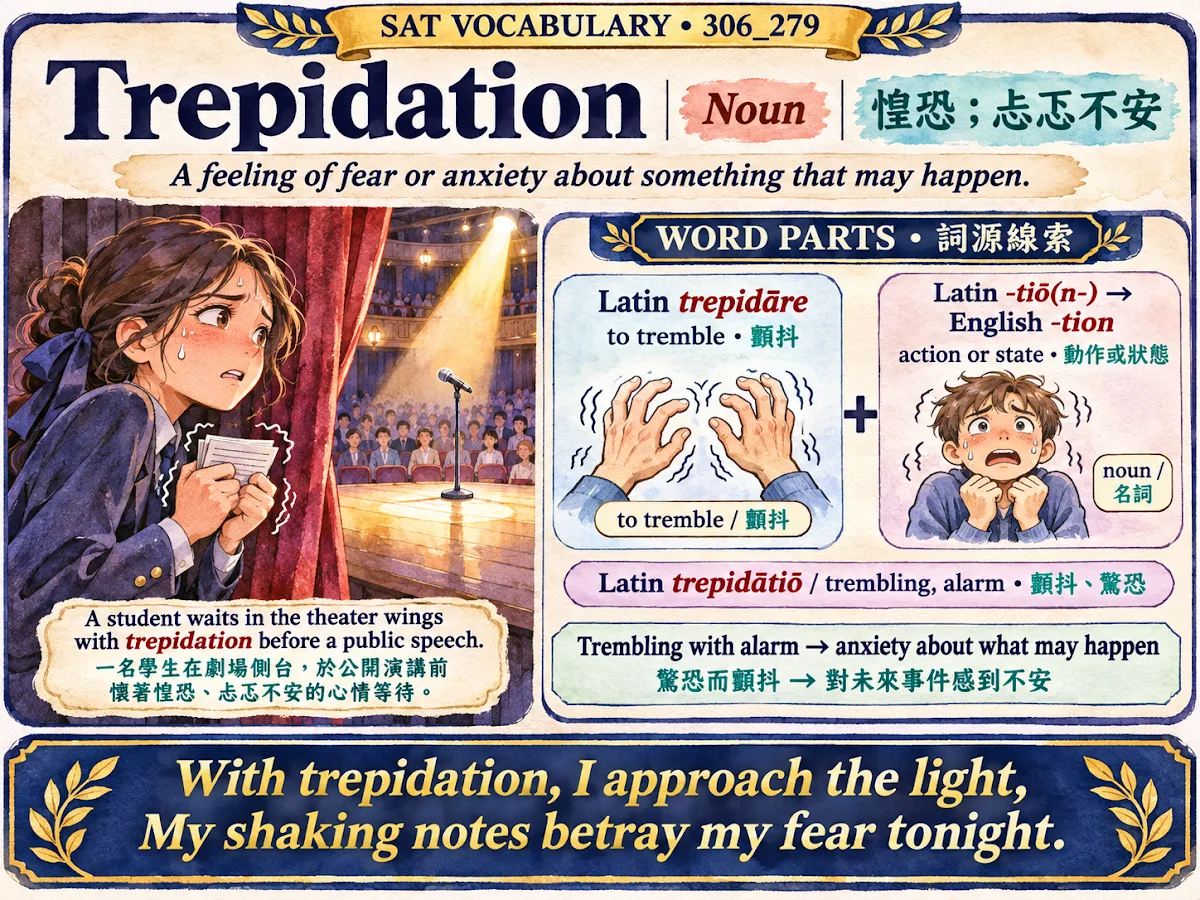 SAT VOCABULARY • 306_279
Trepidation
Noun
惶恐；忐忑不安
A feeling of fear or anxiety about something that may happen.
A student waits in the theater wings
with trepidation before a public speech.
一名學生在劇場側台，於公開演講前
懷著惶恐、忐忑不安的心情等待。
WORD PARTS • 詞源線索
Latin trepidāre
to tremble • 顫抖
to tremble / 顫抖
+
Latin -tiō(n-) →
English -tion
action or state • 動作或狀態
noun /
名詞
Latin trepidātiō / trembling, alarm • 顫抖、驚恐
Trembling with alarm → anxiety about what may happen
驚恐而顫抖 → 對未來事件感到不安
With trepidation, I approach the light,
My shaking notes betray my fear tonight.